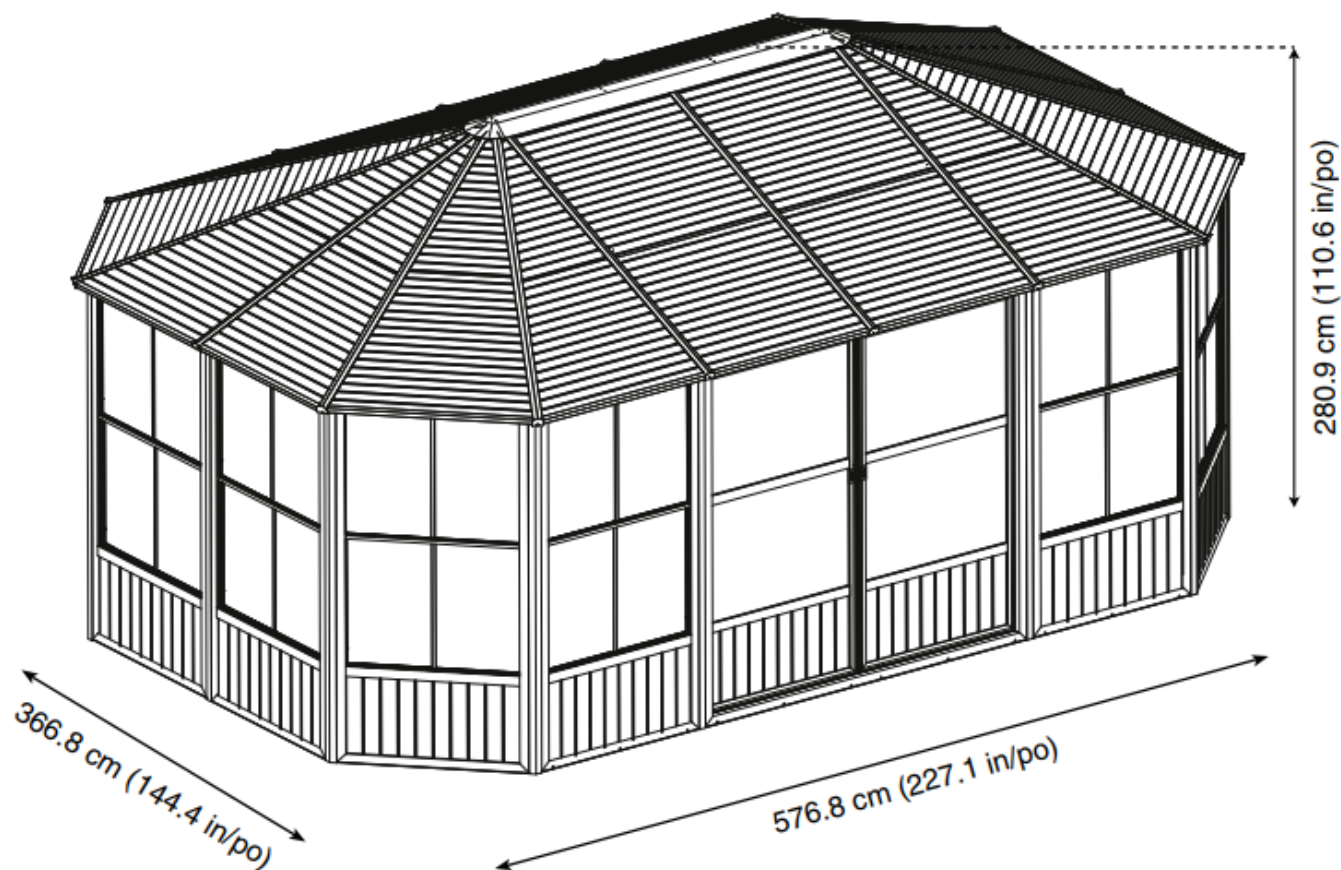 280.9 cm (110.6 in/po)
366.8 cm (144.4 in/po)
576.8 cm (227.1 in/po)